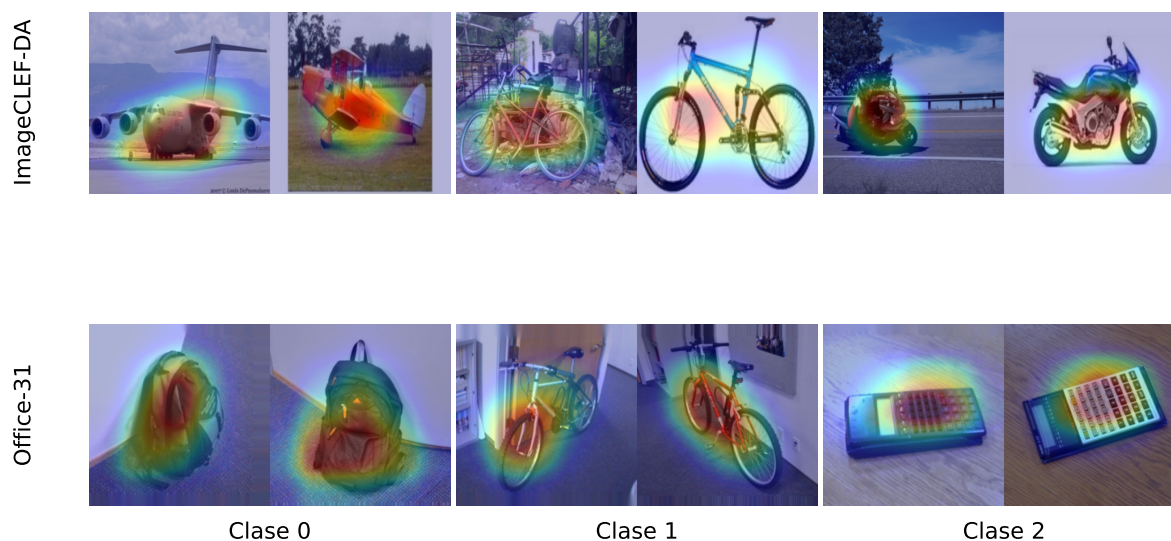 ImageCLEF-DA
Office-31
Clase 0
Clase 1
Clase 2